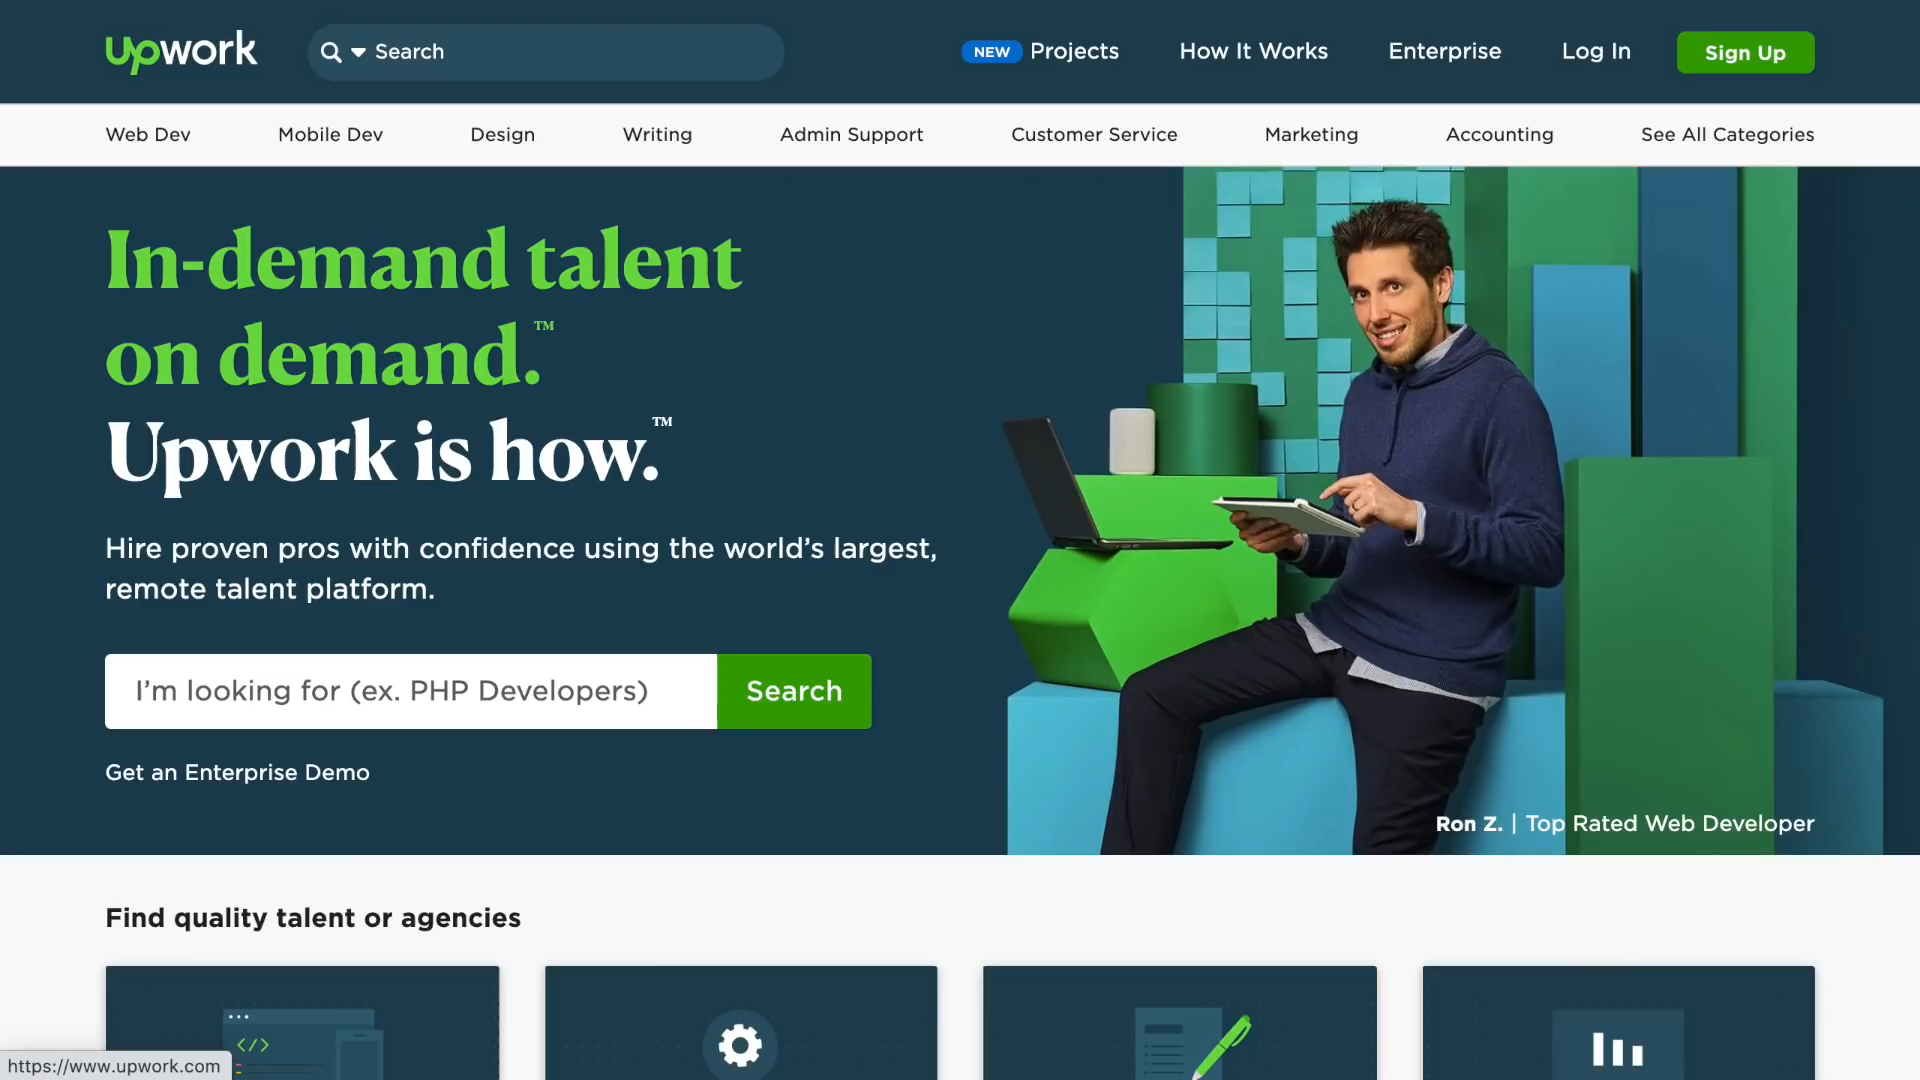 upwork
Search
NEW Projects
How It Works
Enterprise
Log In
Sign Up
Web Dev
Mobile Dev
Design
Writing
Admin Support
Customer Service
Marketing
Accounting
See All Categories
In-demand talent
on demand.™
Upwork is how.™
Hire proven pros with confidence using the world’s largest,
remote talent platform.
I’m looking for (ex. PHP Developers)
Search
Get an Enterprise Demo
Ron Z. | Top Rated Web Developer
Find quality talent or agencies
</>
https://www.upwork.com